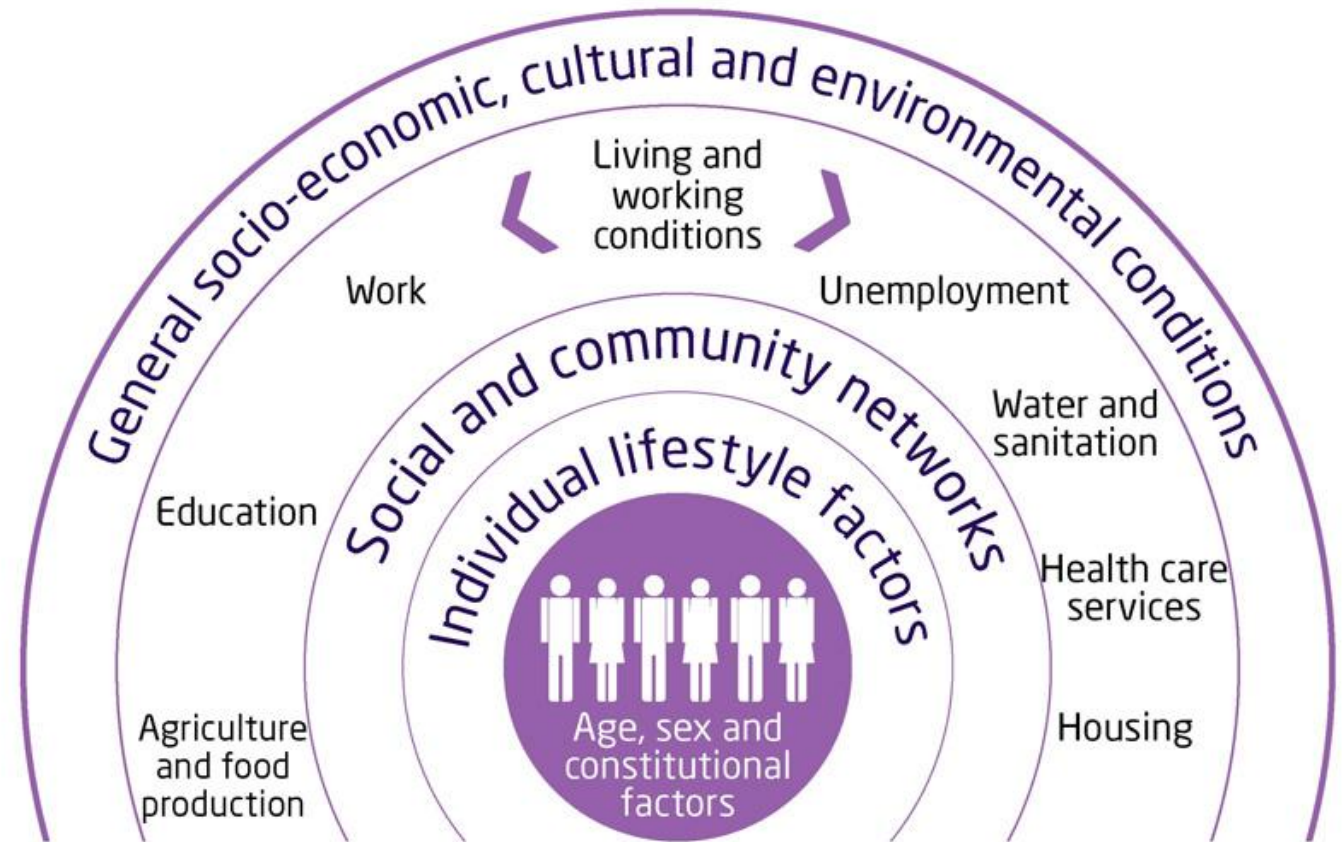 General socio-economic, cultural and environmental conditions
Living and
working
conditions
Work
Unemployment
Social and community networks
Water and
sanitation
Individual lifestyle factors
Education
Health care
services
Agriculture
and food
production
Housing
Age, sex and
constitutional
factors